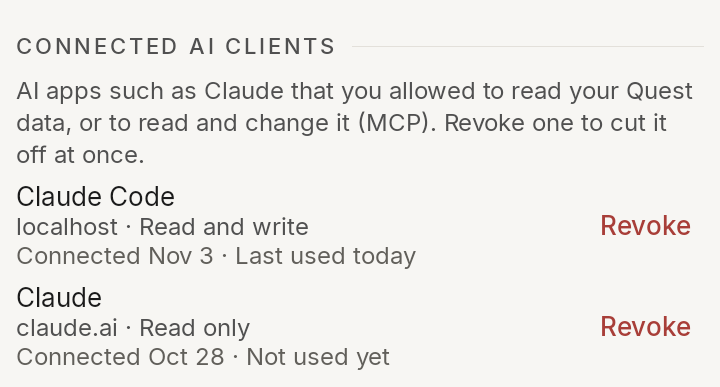 CONNECTED AI CLIENTS
AI apps such as Claude that you allowed to read your Quest
data, or to read and change it (MCP). Revoke one to cut it
off at once.
Claude Code
localhost · Read and write
Revoke
Connected Nov 3 · Last used today
Claude
claude.ai · Read only
Revoke
Connected Oct 28 · Not used yet